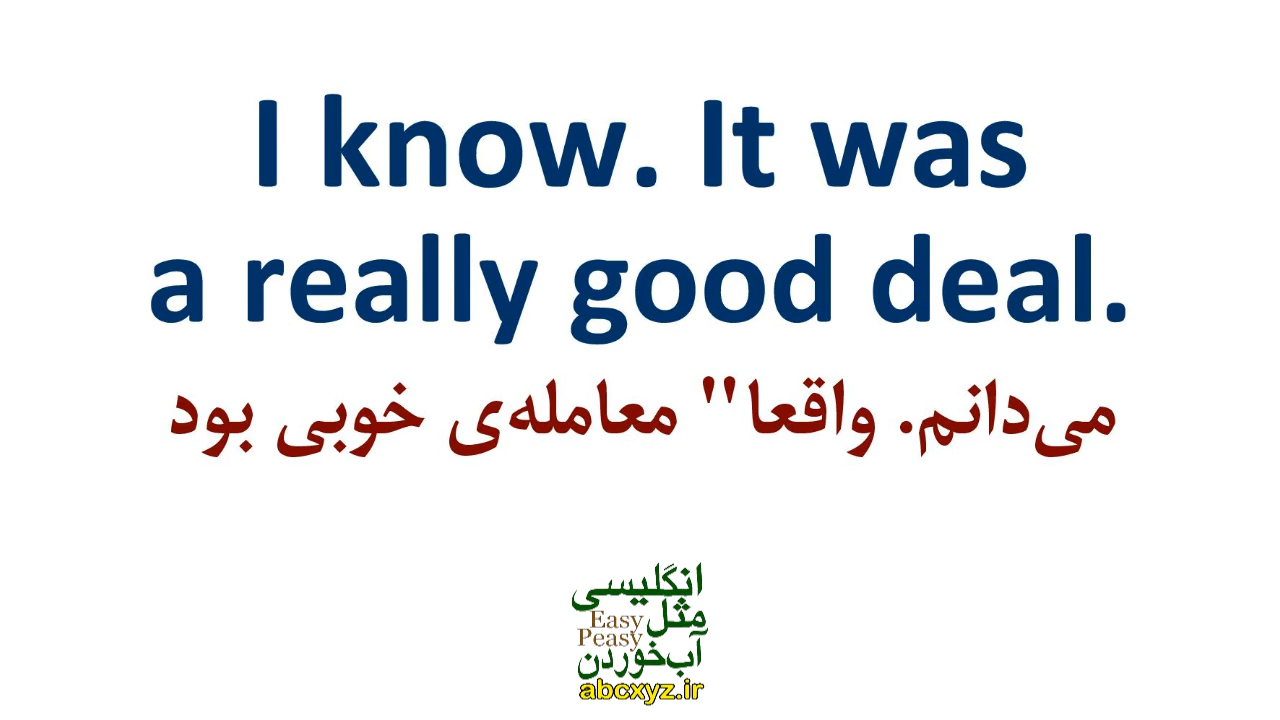 I know. It was
a really good deal.
می‌دانم. واقعا" معامله‌ی خوبی بود
انگلیسی
مثل
Easy
Peasy
آب‌خوردن
abcxyz.ir